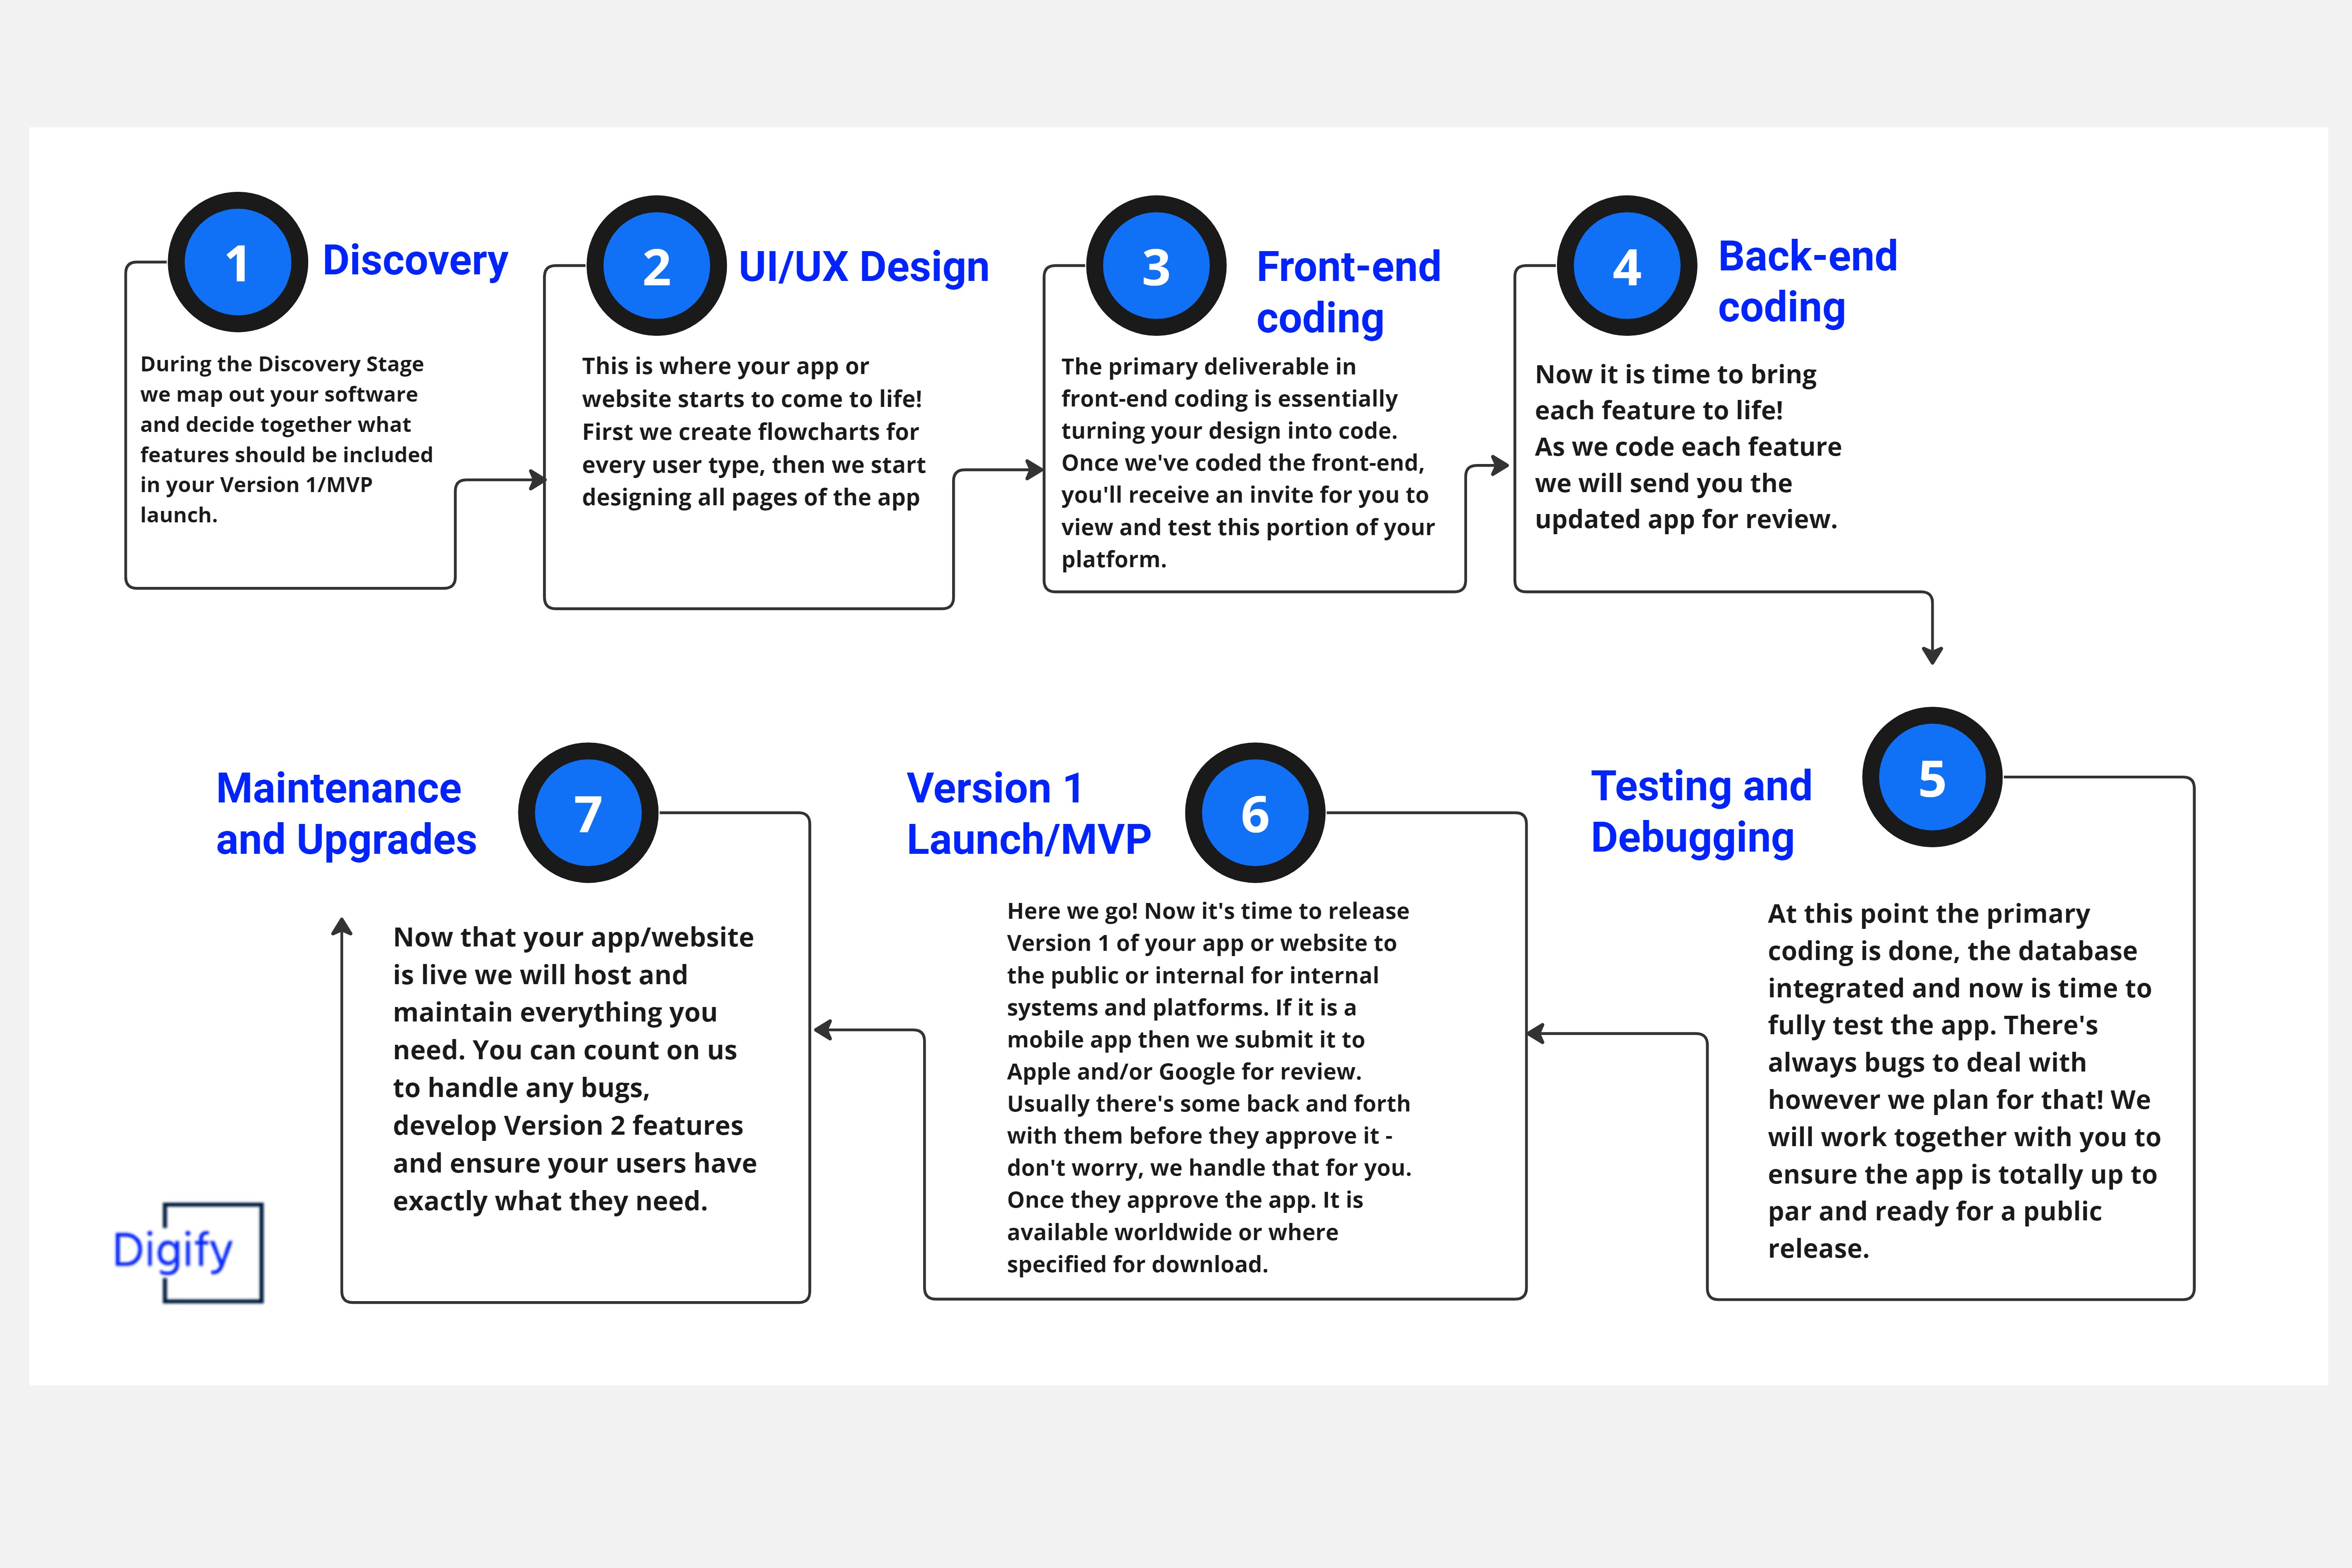 1
Discovery
During the Discovery Stage
we map out your software
and decide together what
features should be included
in your Version 1/MVP
launch.
2
UI/UX Design
This is where your app or
website starts to come to life!
First we create flowcharts for
every user type, then we start
designing all pages of the app
3
Front-end
coding
The primary deliverable in
front-end coding is essentially
turning your design into code.
Once we've coded the front-end,
you'll receive an invite for you to
view and test this portion of your
platform.
4
Back-end
coding
Now it is time to bring
each feature to life!
As we code each feature
we will send you the
updated app for review.
5
Testing and
Debugging
At this point the primary
coding is done, the database
integrated and now is time to
fully test the app. There's
always bugs to deal with
however we plan for that! We
will work together with you to
ensure the app is totally up to
par and ready for a public
release.
6
Version 1
Launch/MVP
Here we go! Now it's time to release
Version 1 of your app or website to
the public or internal for internal
systems and platforms. If it is a
mobile app then we submit it to
Apple and/or Google for review.
Usually there's some back and forth
with them before they approve it -
don't worry, we handle that for you.
Once they approve the app. It is
available worldwide or where
specified for download.
7
Maintenance
and Upgrades
Now that your app/website
is live we will host and
maintain everything you
need. You can count on us
to handle any bugs,
develop Version 2 features
and ensure your users have
exactly what they need.
Digify